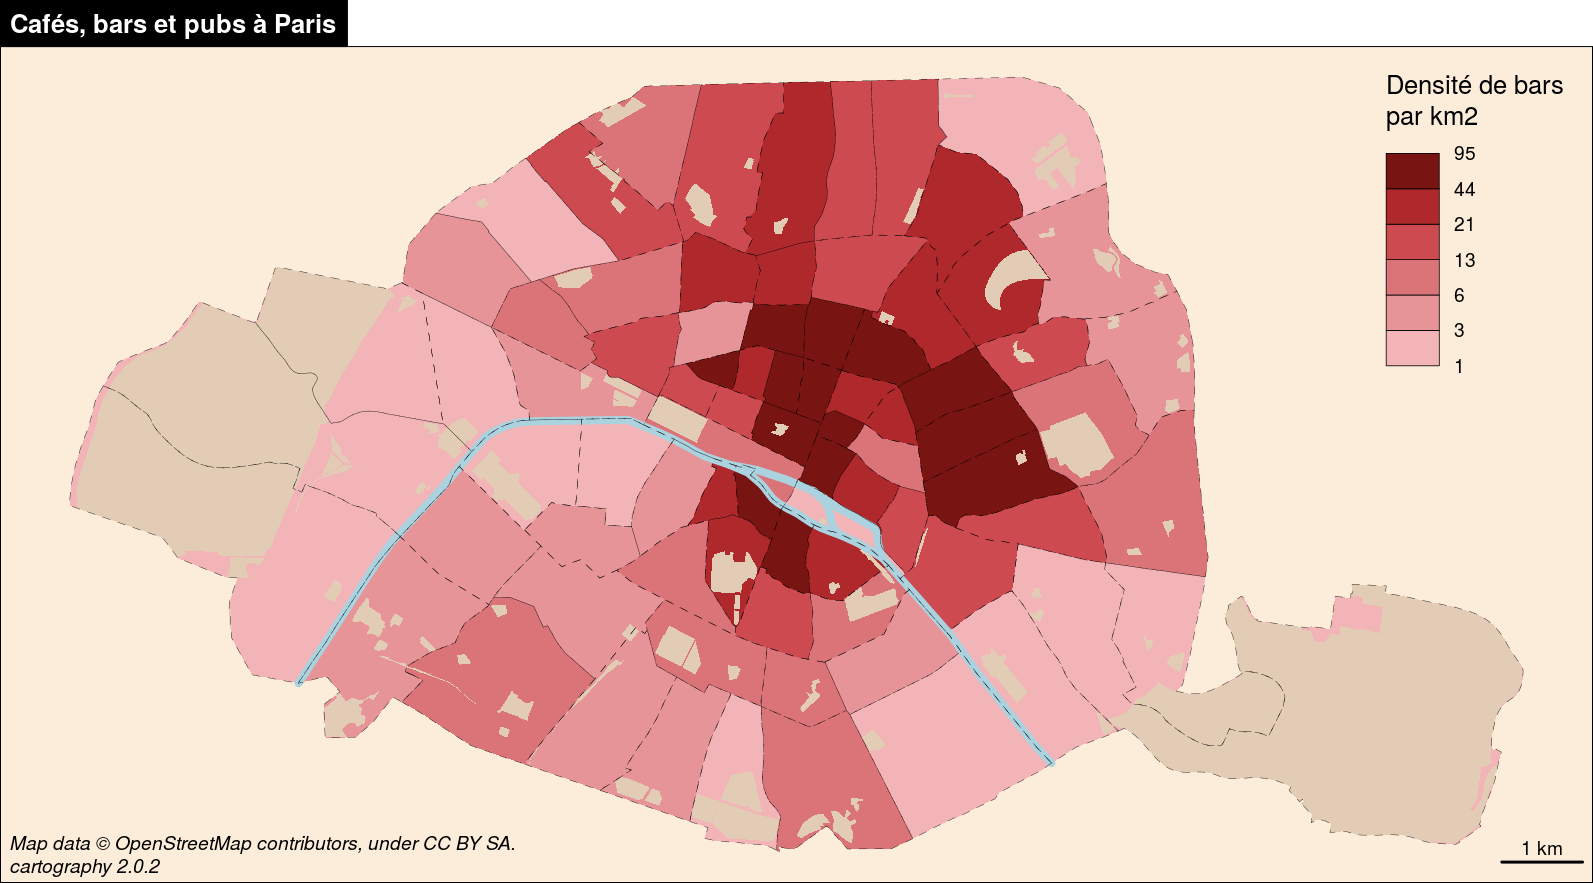 Cafés, bars et pubs à Paris
Densité de bars
par km2
95
44
21
13
6
3
1
Map data © OpenStreetMap contributors, under CC BY SA.
cartography 2.0.2
1 km